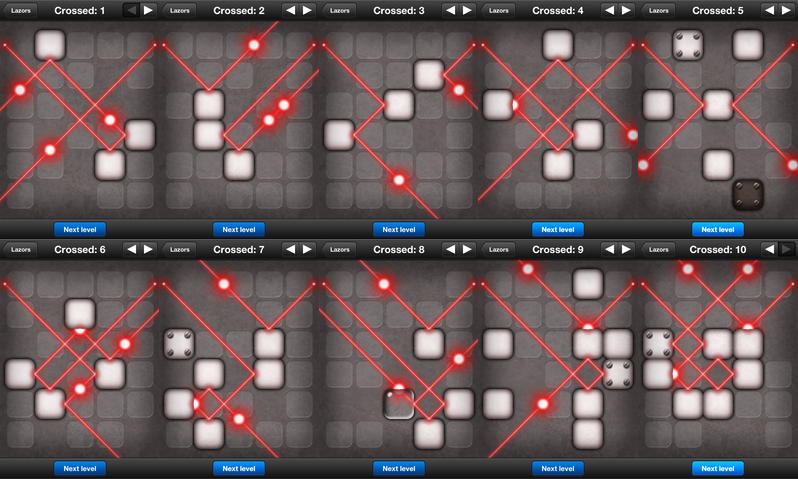 Lazors Crossed: 1
Lazors Crossed: 2
Lazors Crossed: 3
Lazors Crossed: 4
Lazors Crossed: 5
Next level
Next level
Next level
Next level
Next level
Lazors Crossed: 6
Lazors Crossed: 7
Lazors Crossed: 8
Lazors Crossed: 9
Lazors Crossed: 10
Next level
Next level
Next level
Next level
Next level